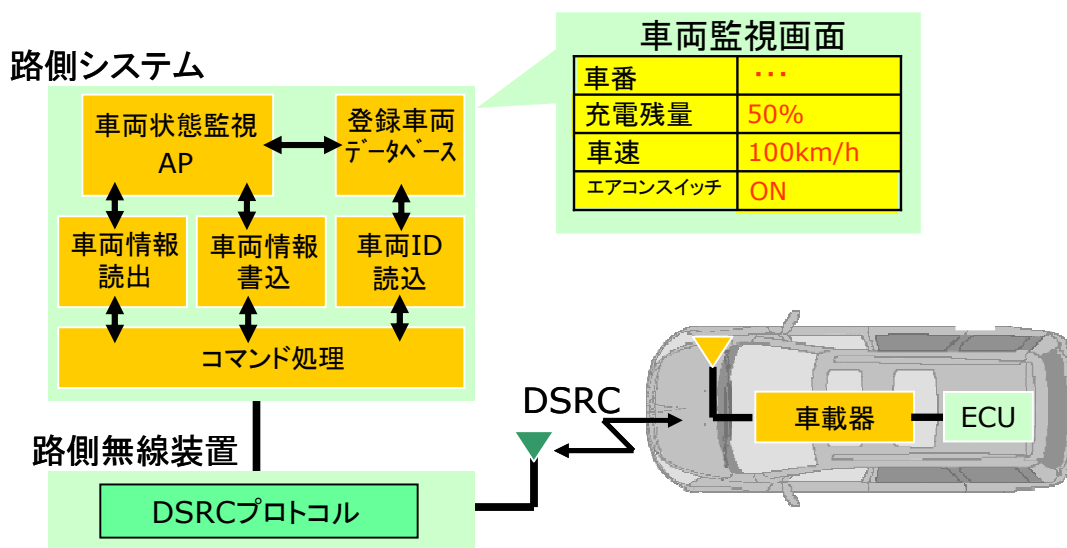 路側システム
車両状態監視
AP
登録車両
ﾃﾞｰﾀﾍﾞｰｽ
車両情報
読出
車両情報
書込
車両ID
読込
コマンド処理
車両監視画面
車番 ・・・
充電残量 50%
車速 100km/h
エアコンスイッチ ON
DSRC
車載器
ECU
路側無線装置
DSRCプロトコル